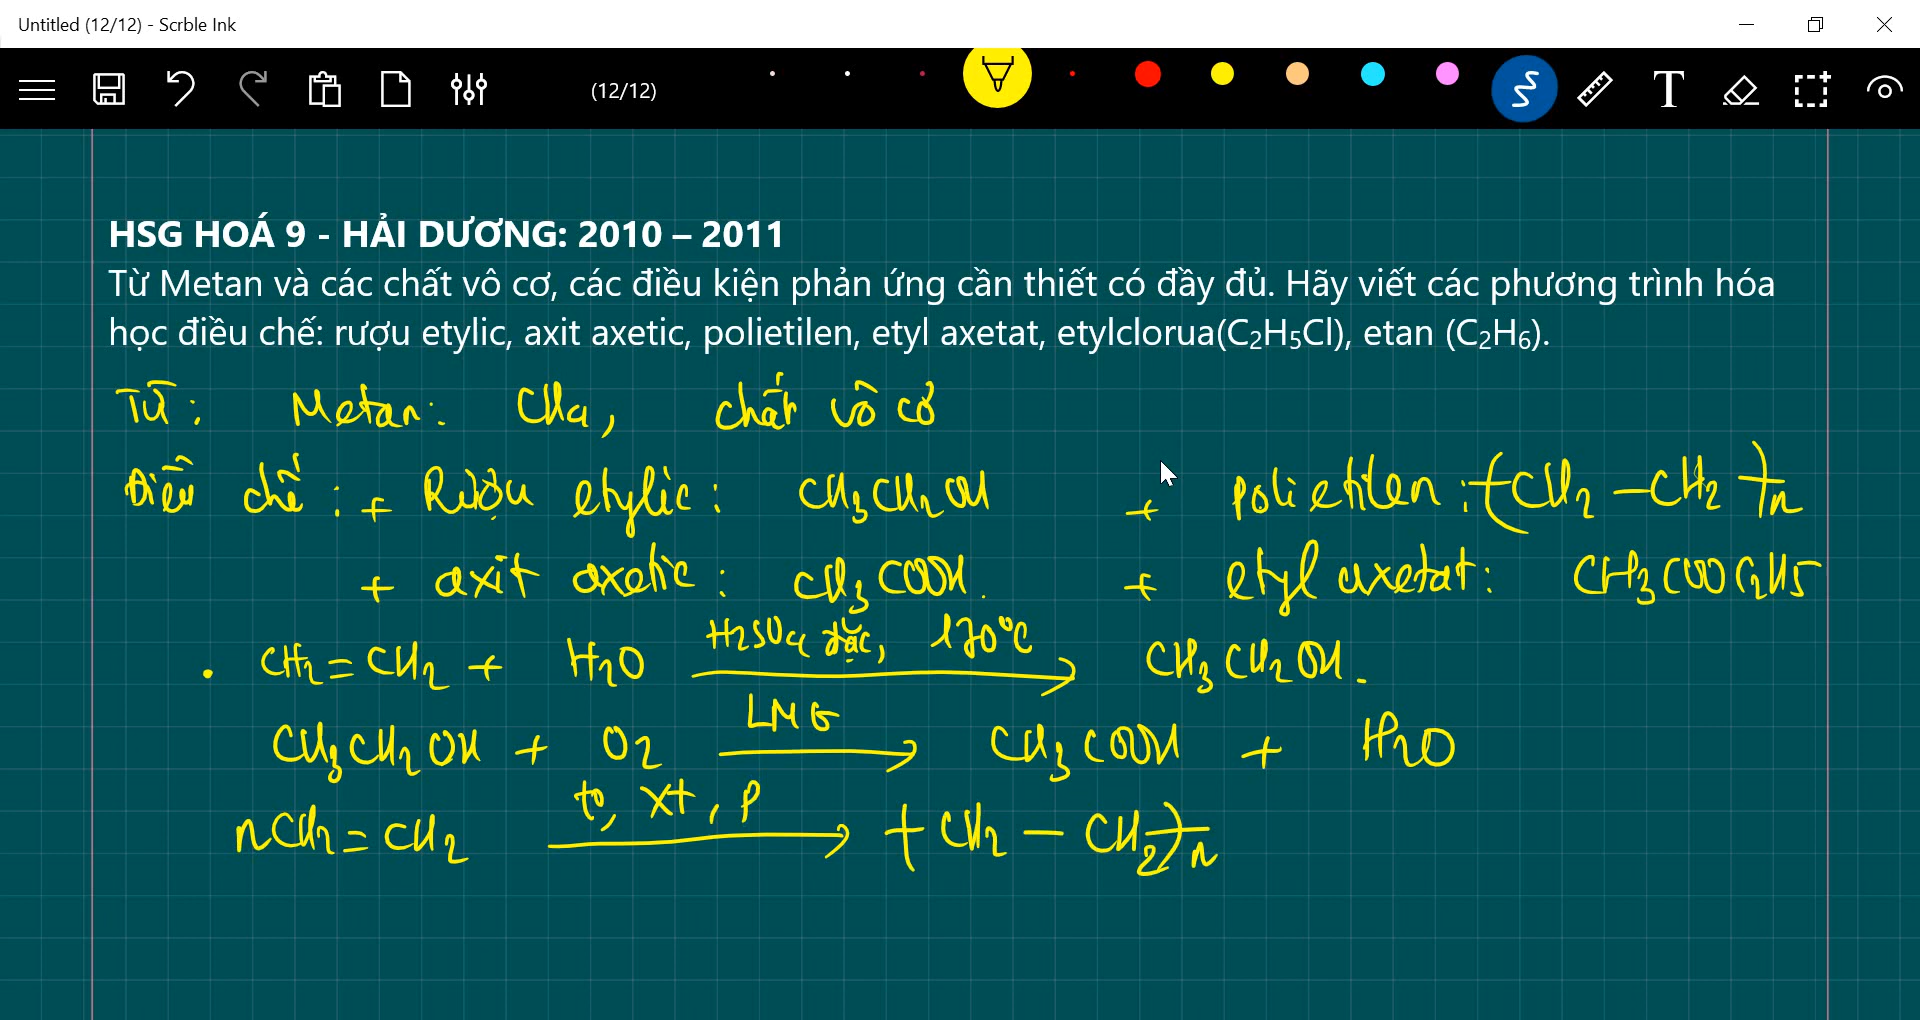 Untitled (12/12) - Scrble Ink
(12/12)
T
HSG HOÁ 9 - HẢI DƯƠNG: 2010 – 2011
Từ Metan và các chất vô cơ, các điều kiện phản ứng cần thiết có đầy đủ. Hãy viết các phương trình hóa
học điều chế: rượu etylic, axit axetic, polietilen, etyl axetat, etylclorua(C₂H₅Cl), etan (C₂H₆).
Từ: Metan: CH4, chất vô cơ
Điều chế: + Rượu etylic: CH3CH2OH + Polietilen: -(CH2 – CH2 )-n
+ axit axetic: CH3COOH. + etyl axetat: CH3COOC2H5
. CH2=CH2 + H2O H2SO4 đặc, 170°C → CH3CH2OH.
CH3CH2OH + O2 LMG → CH3COOH + H2O
nCH2=CH2 t°, xt, p → -(CH2 – CH2)-n